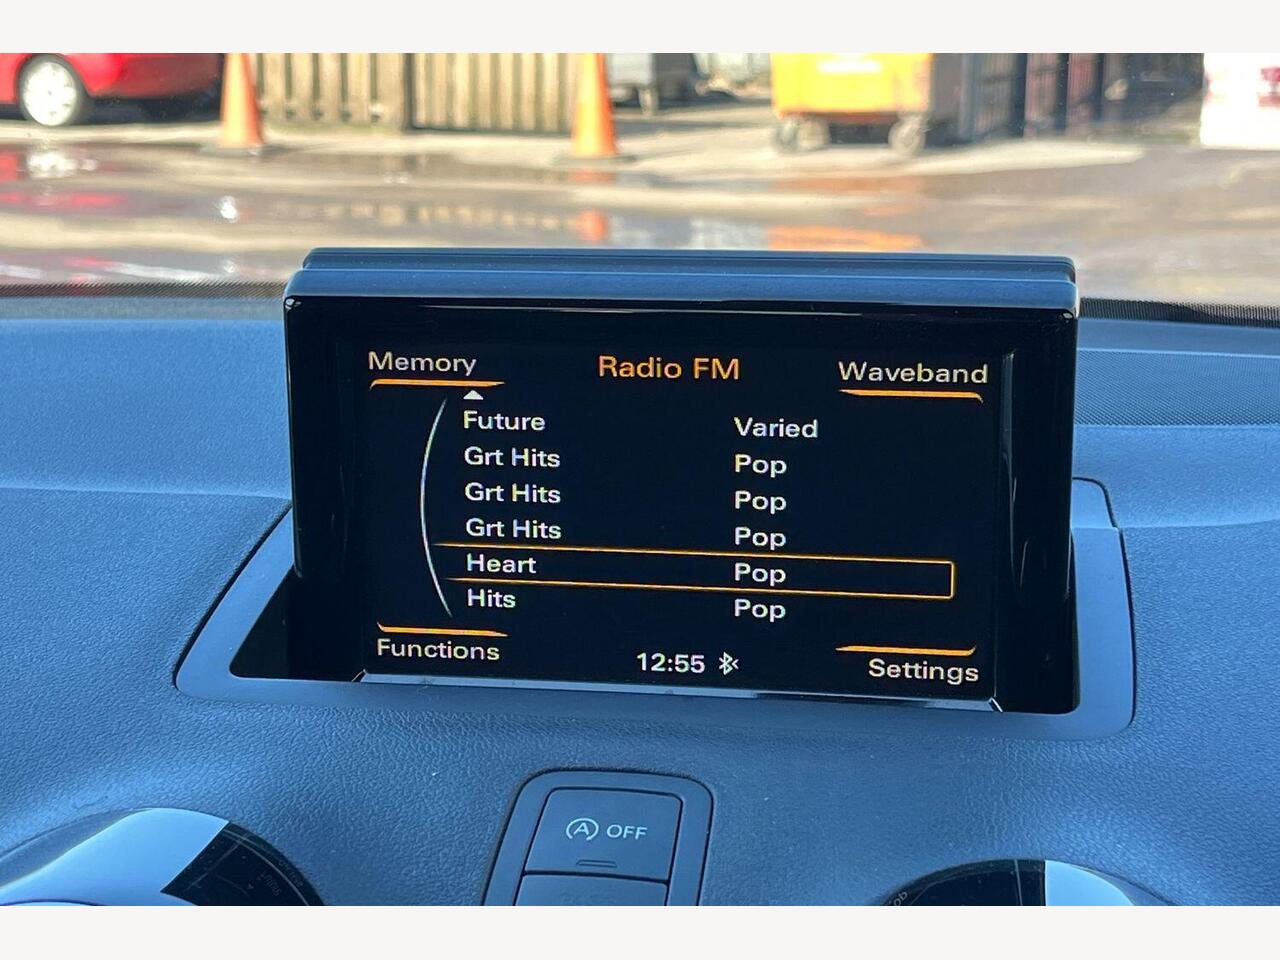 Memory Radio FM Waveband
Future Varied
Grt Hits Pop
Grt Hits Pop
Grt Hits Pop
Heart Pop
Hits Pop
Functions 12:55 Settings
A OFF